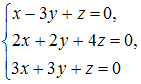 x − 3y + z = 0,
2x + 2y + 4z = 0,
3x + 3y + z = 0